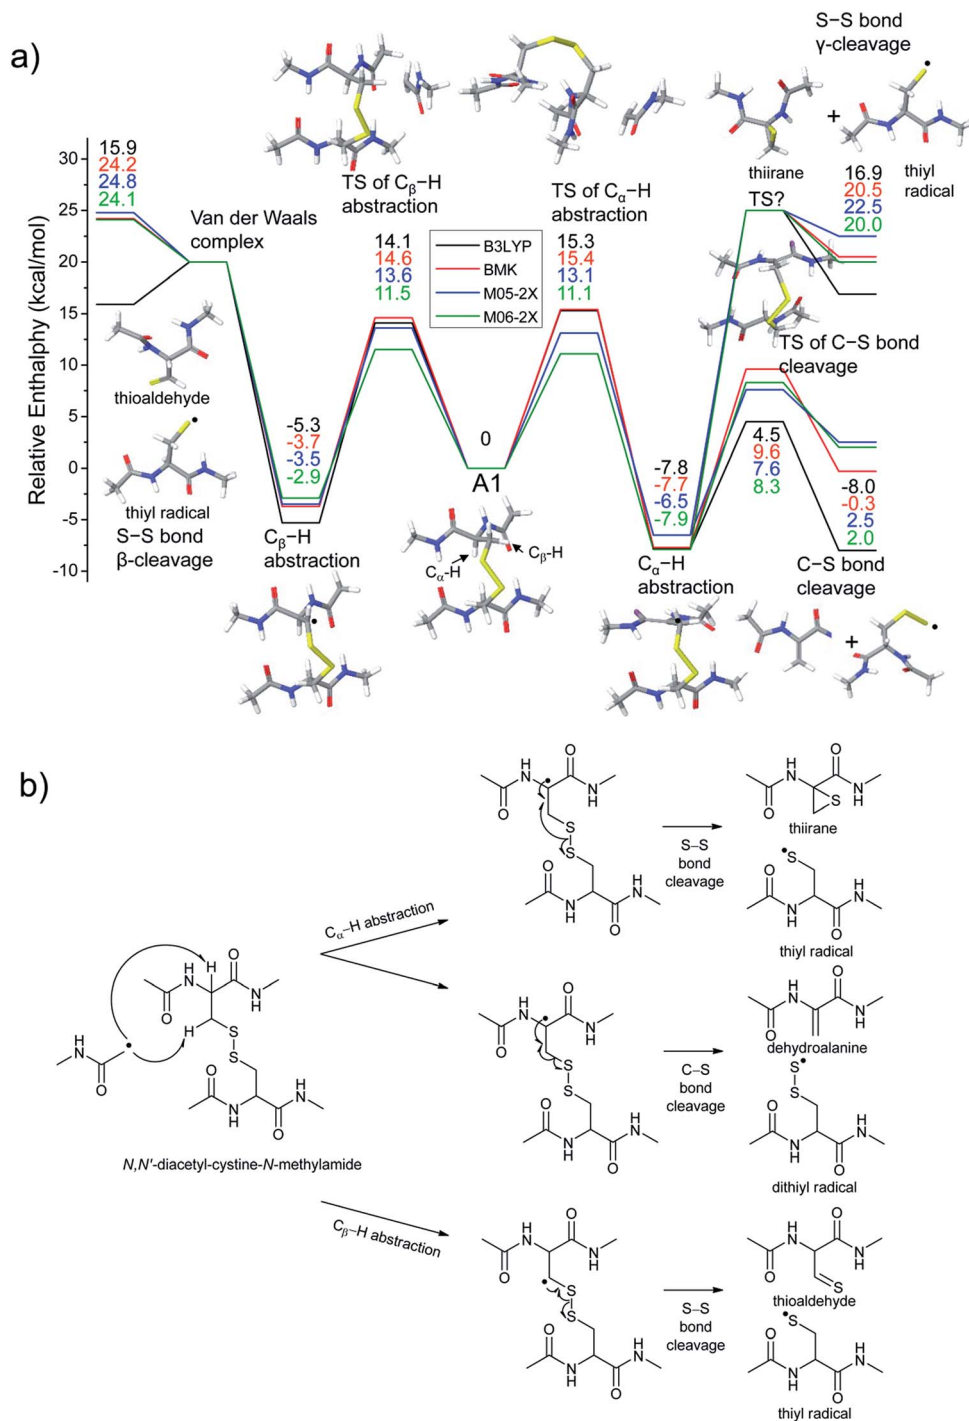 a)
S–S bond
γ-cleavage
+
thiirane
thiyl
radical
30
25
20
15
10
5
0
-5
-10
Relative Enthalphy (kcal/mol)
15.9
24.2
24.8
24.1
Van der Waals
complex
TS of Cβ–H
abstraction
14.1
14.6
13.6
11.5
B3LYP
BMK
M05-2X
M06-2X
TS of Cα–H
abstraction
15.3
15.4
13.1
11.1
TS?
16.9
20.5
22.5
20.0
TS of C–S bond
cleavage
4.5
9.6
7.6
8.3
thioaldehyde
thiyl radical
S–S bond
β-cleavage
-5.3
-3.7
-3.5
-2.9
Cβ–H
abstraction
0
A1
Cα-H
Cβ-H
-7.8
-7.7
-6.5
-7.9
Cα–H
abstraction
-8.0
-0.3
2.5
2.0
C–S bond
cleavage
+
b)
S–S
bond
cleavage
thiirane
thiyl radical
Cα–H abstraction
N,N'-diacetyl-cystine-N-methylamide
C–S
bond
cleavage
dehydroalanine
dithiyl radical
Cβ–H abstraction
S–S
bond
cleavage
thioaldehyde
thiyl radical